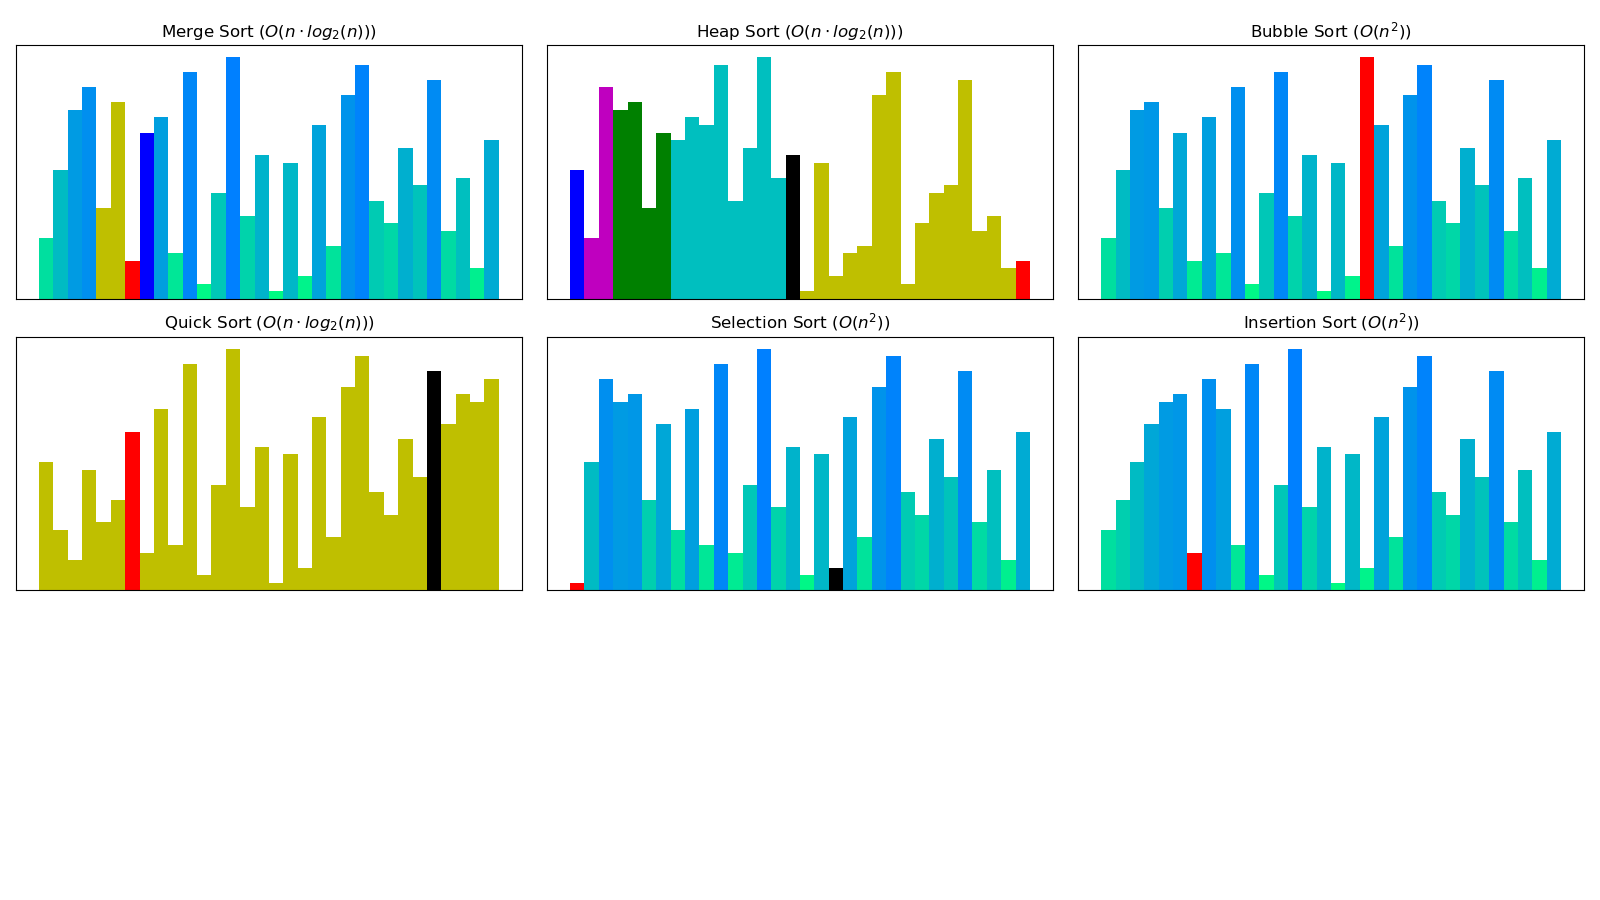 Merge Sort (O(n · log₂(n)))
Heap Sort (O(n · log₂(n)))
Bubble Sort (O(n²))
Quick Sort (O(n · log₂(n)))
Selection Sort (O(n²))
Insertion Sort (O(n²))